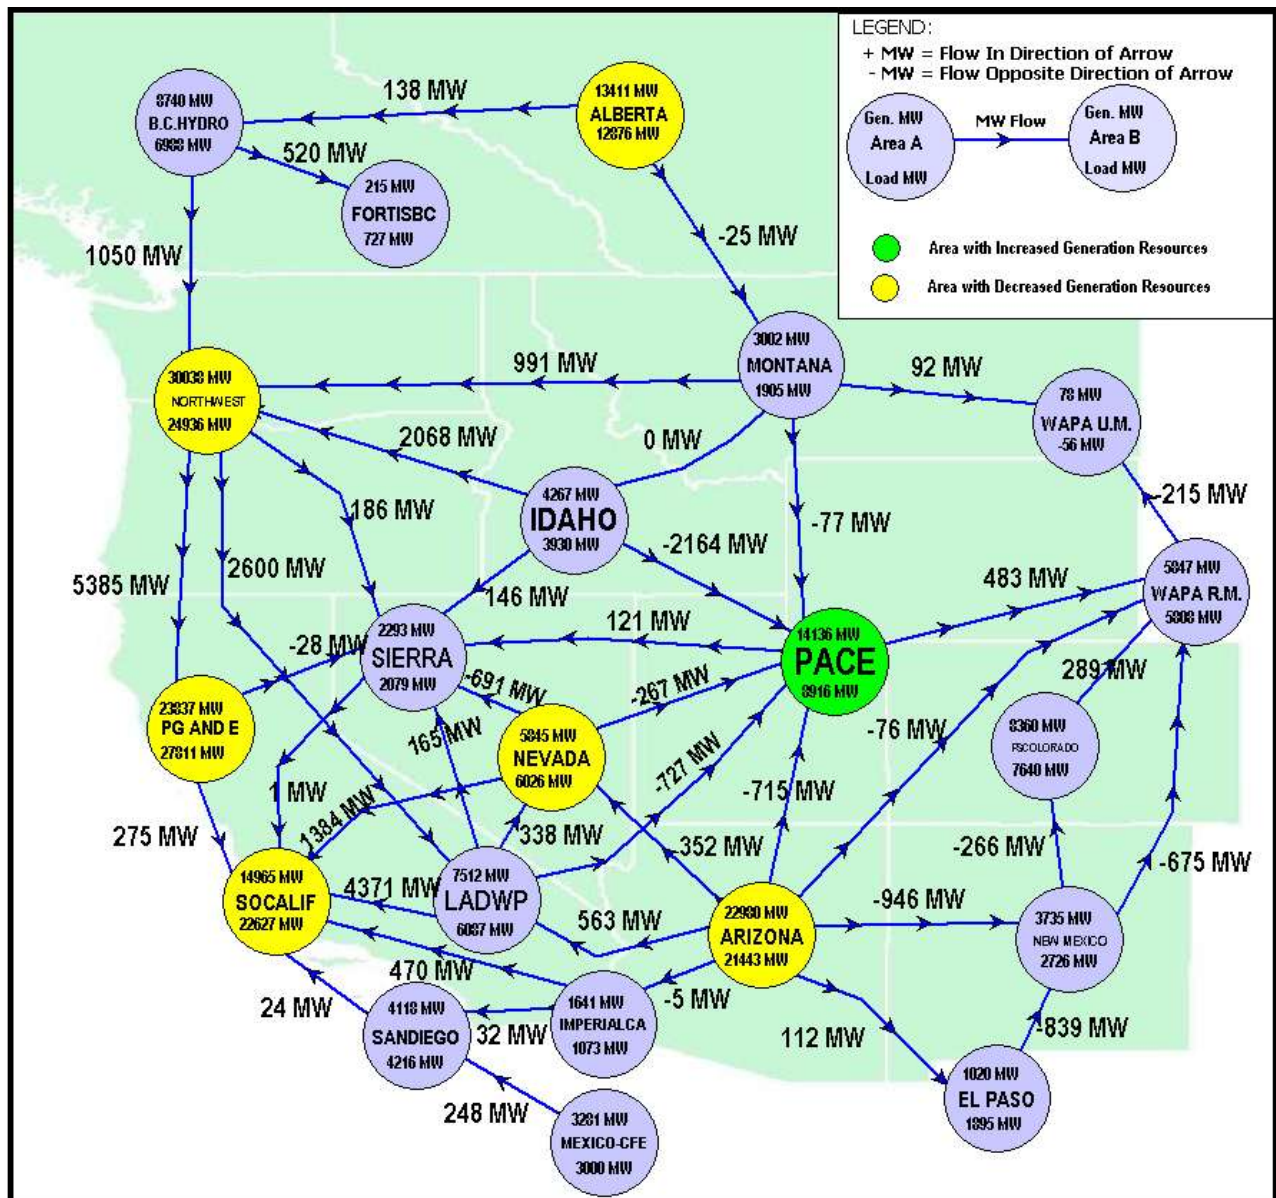 LEGEND:
+ MW = Flow In Direction of Arrow
- MW = Flow Opposite Direction of Arrow
Gen. MW
Area A
Load MW
MW Flow
Gen. MW
Area B
Load MW
Area with Increased Generation Resources
Area with Decreased Generation Resources
8740 MW
B.C.HYDRO
6988 MW
138 MW
13411 MW
ALBERTA
12876 MW
520 MW
215 MW
FORTISBC
727 MW
-25 MW
1050 MW
3002 MW
MONTANA
1905 MW
991 MW
92 MW
30038 MW
NORTHWEST
24936 MW
78 MW
WAPA U.M.
-56 MW
2068 MW
0 MW
4267 MW
IDAHO
3930 MW
186 MW
-77 MW
-215 MW
-2164 MW
2600 MW
5385 MW
146 MW
483 MW
5847 MW
WAPA R.M.
5808 MW
-28 MW
2293 MW
SIERRA
2079 MW
121 MW
14136 MW
PACE
8916 MW
289 MW
-691 MW
-267 MW
23837 MW
PG AND E
27811 MW
165 MW
5845 MW
NEVADA
6026 MW
-727 MW
-76 MW
8360 MW
PSCOLORADO
7640 MW
1 MW
1384 MW
-715 MW
275 MW
338 MW
352 MW
-266 MW
-675 MW
14965 MW
SOCALIF
22627 MW
4371 MW
7512 MW
LADWP
6087 MW
563 MW
22980 MW
ARIZONA
21443 MW
-946 MW
3735 MW
NEW MEXICO
2726 MW
470 MW
-5 MW
24 MW
4118 MW
SANDIEGO
4216 MW
32 MW
1641 MW
IMPERIALCA
1073 MW
112 MW
-839 MW
1020 MW
EL PASO
1895 MW
248 MW
3281 MW
MEXICO-CFE
3000 MW